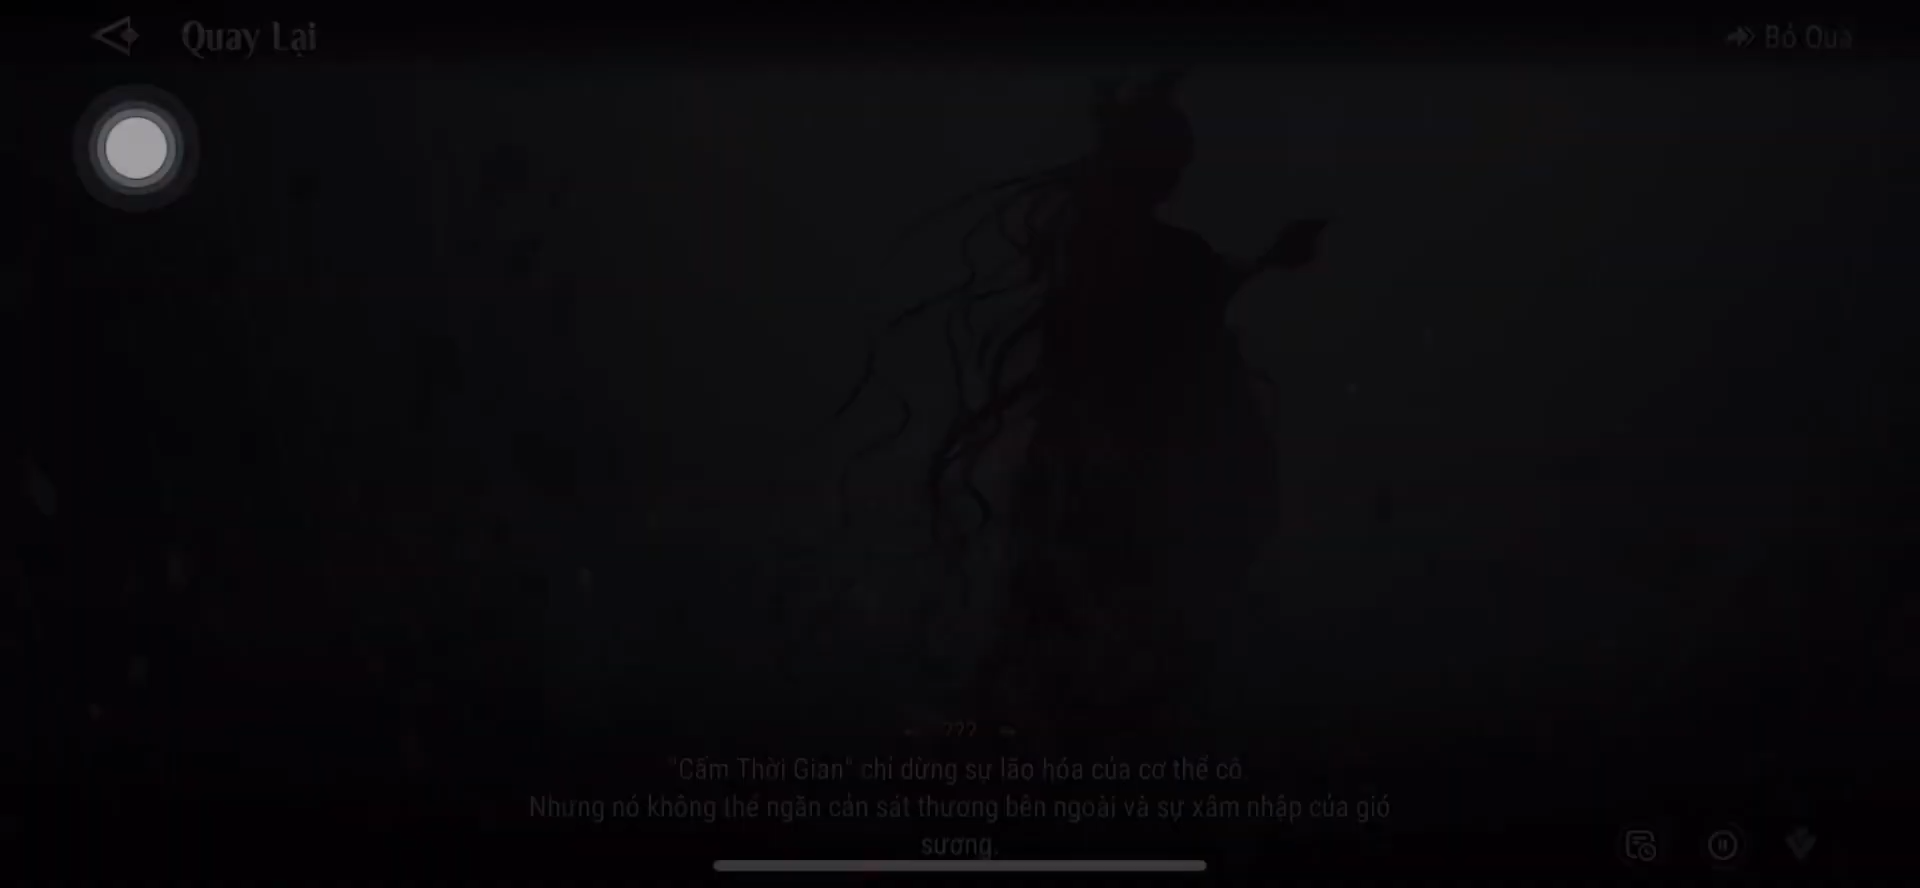 Quay Lại
Bỏ Qua
???
"Cấm Thời Gian" chỉ dừng sự lão hóa của cơ thể cô
Nhưng nó không thể ngăn cản sát thương bên ngoài và sự xâm nhập của gió
sương.